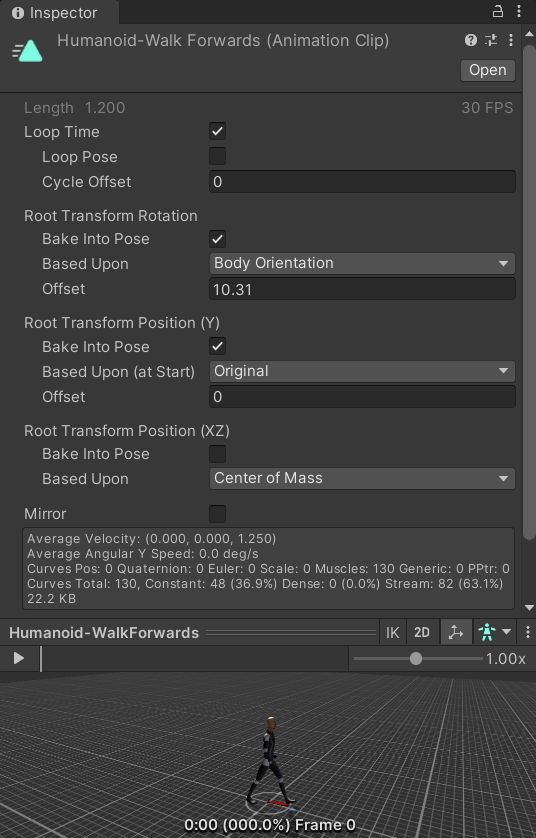 Inspector
Humanoid-Walk Forwards (Animation Clip)
Open
Length 1.200 30 FPS
Loop Time
Loop Pose
Cycle Offset 0
Root Transform Rotation
Bake Into Pose
Based Upon Body Orientation
Offset 10.31
Root Transform Position (Y)
Bake Into Pose
Based Upon (at Start) Original
Offset 0
Root Transform Position (XZ)
Bake Into Pose
Based Upon Center of Mass
Mirror
Average Velocity: (0.000, 0.000, 1.250)
Average Angular Y Speed: 0.0 deg/s
Curves Pos: 0 Quaternion: 0 Euler: 0 Scale: 0 Muscles: 130 Generic: 0 PPtr: 0
Curves Total: 130, Constant: 48 (36.9%) Dense: 0 (0.0%) Stream: 82 (63.1%)
22.2 KB
Humanoid-WalkForwards IK 2D
1.00x
0:00 (000.0%) Frame 0